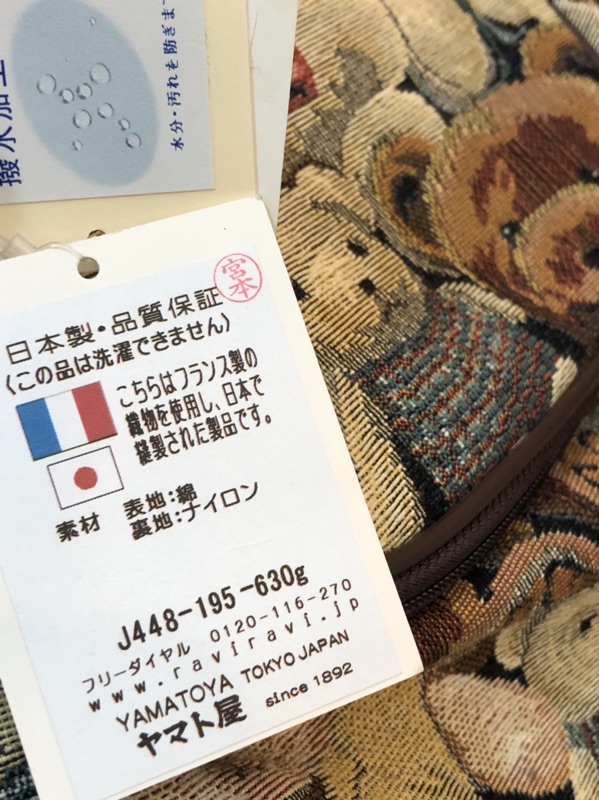 撥水加工
水分・汚れを防ぎま
宮本
日本製・品質保証
(この品は洗濯できません)
こちらはフランス製の
織物を使用し、日本で
縫製された製品です。
素材 表地:綿
裏地:ナイロン
J448-195-630g
フリーダイヤル 0120-116-270
www.raviravi.jp
YAMATOYA TOKYO JAPAN
ヤマト屋 since 1892